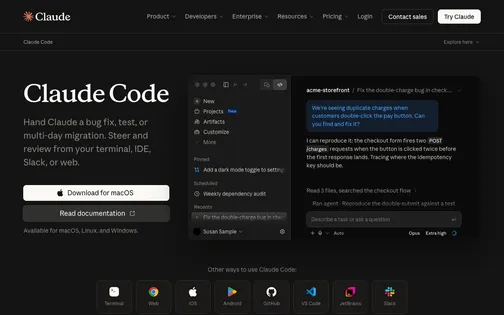 Claude
Product
Developers
Enterprise
Resources
Pricing
Login
Contact sales
Try Claude
Claude Code
Explore here
Claude Code
Hand Claude a bug fix, test, or
multi-day migration. Steer and
review from your terminal, IDE,
Slack, or web.
Download for macOS
Read documentation
Available for macOS, Linux, and Windows.
New
Projects New
Artifacts
Customize
More
Pinned
Add a dark mode toggle to setting
Scheduled
Weekly dependency audit
Recents
Fix the double-charge bug in che
Susan Sample
acme-storefront / Fix the double-charge bug in check...
We're seeing duplicate charges when
customers double-click the pay button. Can
you find and fix it?
I can reproduce it: the checkout form fires two POST
/charges requests when the button is clicked twice
before the first response lands. Tracing where the idempotency
key should be.
Read 3 files, searched the checkout flow
Ran agent · Reproduce the double-submit against a test
Describe a task or ask a question
Auto
Opus
Extra high
Other ways to use Claude Code:
Terminal
Web
iOS
Android
GitHub
VS Code
JetBrains
Slack